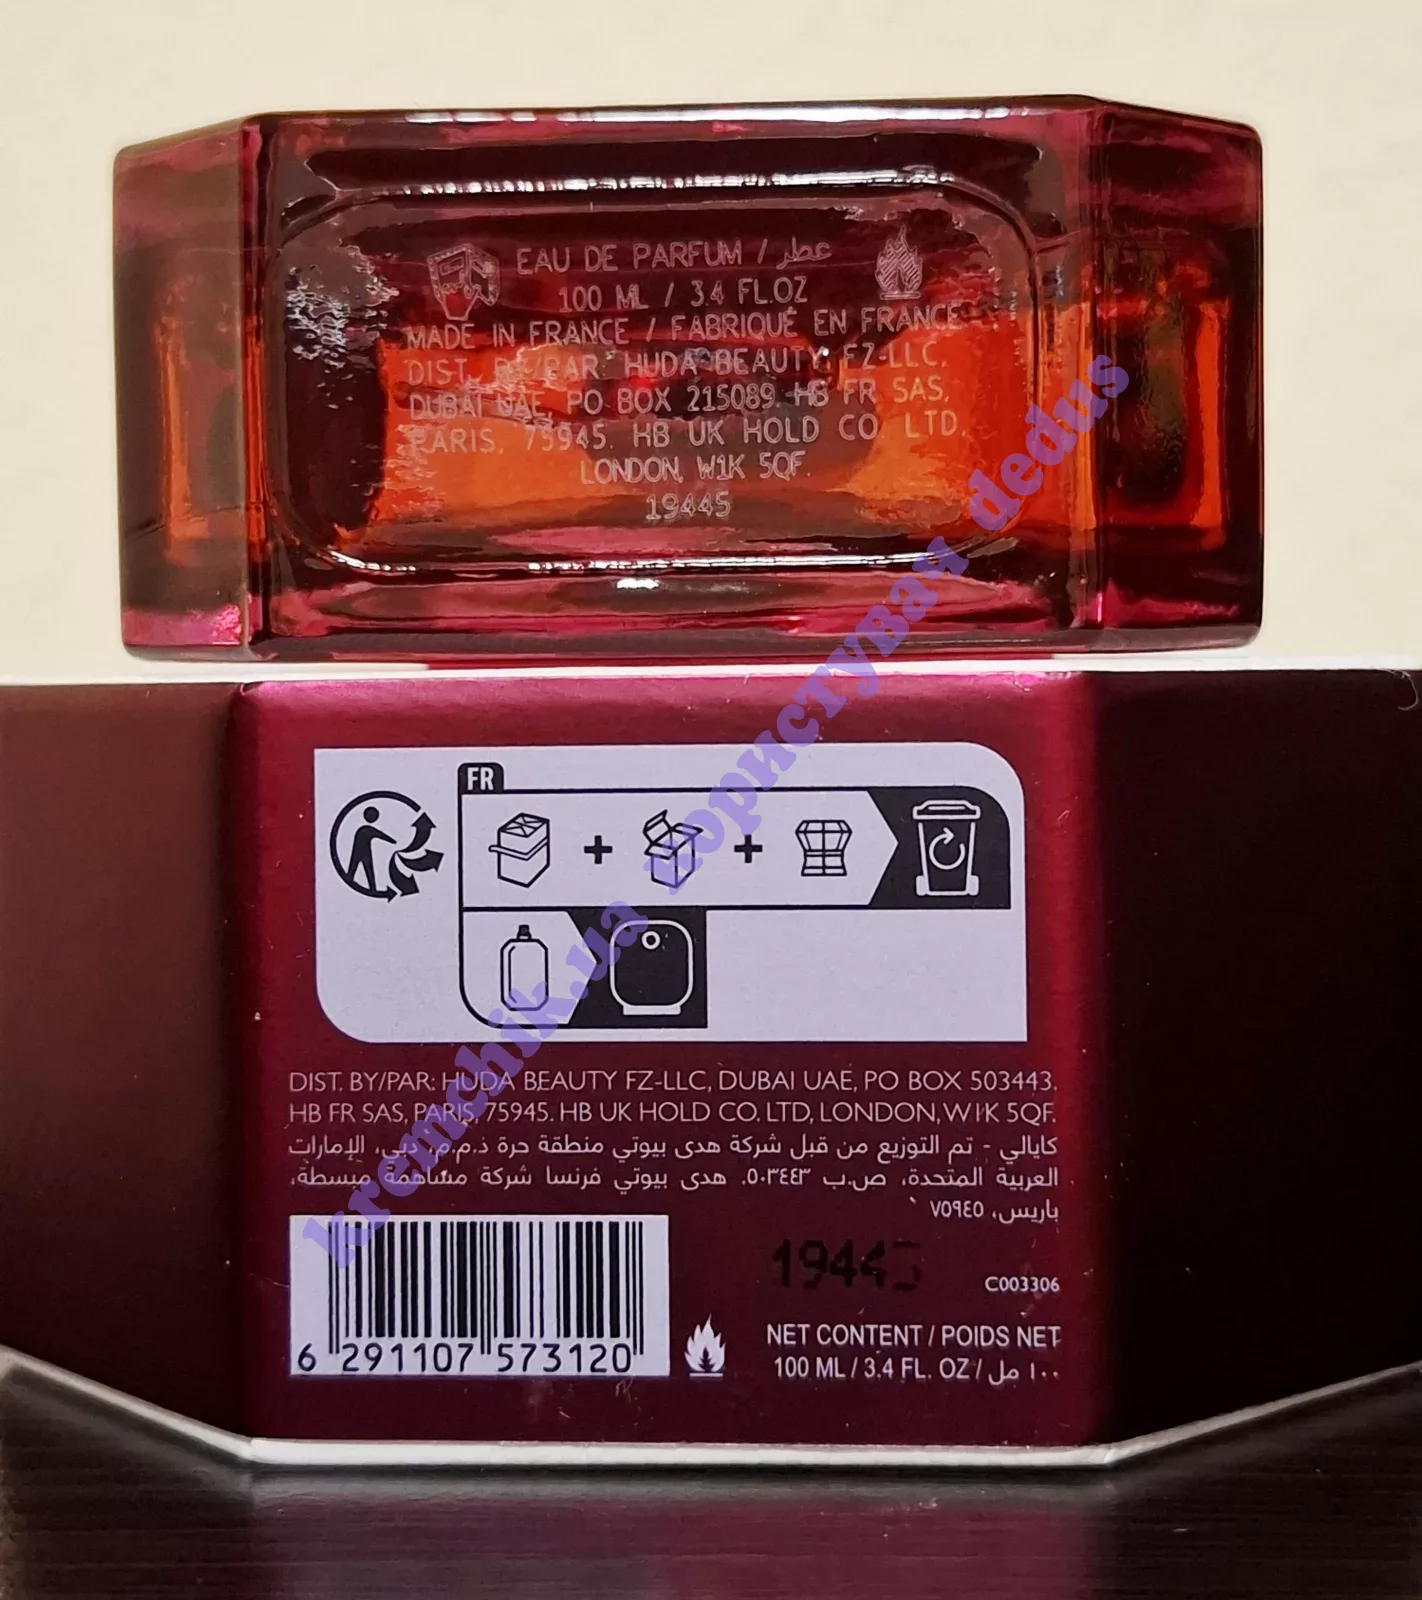 EAU DE PARFUM / عطر
100 ML / 3.4 FL.OZ
MADE IN FRANCE / FABRIQUÉ EN FRANCE
DIST. BY/PAR: HUDA BEAUTY FZ-LLC,
DUBAI UAE, PO BOX 215089. HB FR SAS,
PARIS, 75945. HB UK HOLD CO. LTD,
LONDON, W1K 5QF.
19445
FR
DIST. BY/PAR: HUDA BEAUTY FZ-LLC, DUBAI UAE, PO BOX 503443.
HB FR SAS, PARIS, 75945. HB UK HOLD CO. LTD, LONDON, W1K 5QF.
كايالي - تم التوزيع من قبل شركة هدى بيوتي منطقة حرة ذ.م.م، دبي، الإمارات
العربية المتحدة، ص.ب ٥٠٣٤٤٣. هدى بيوتي فرنسا شركة مساهمة مبسطة،
باريس، ٧٥٩٤٥
19445
C003306
NET CONTENT / POIDS NET
100 ML / 3.4 FL. OZ / ١٠٠ مل
6 291107 573120
kremchik.ua користувач dedus